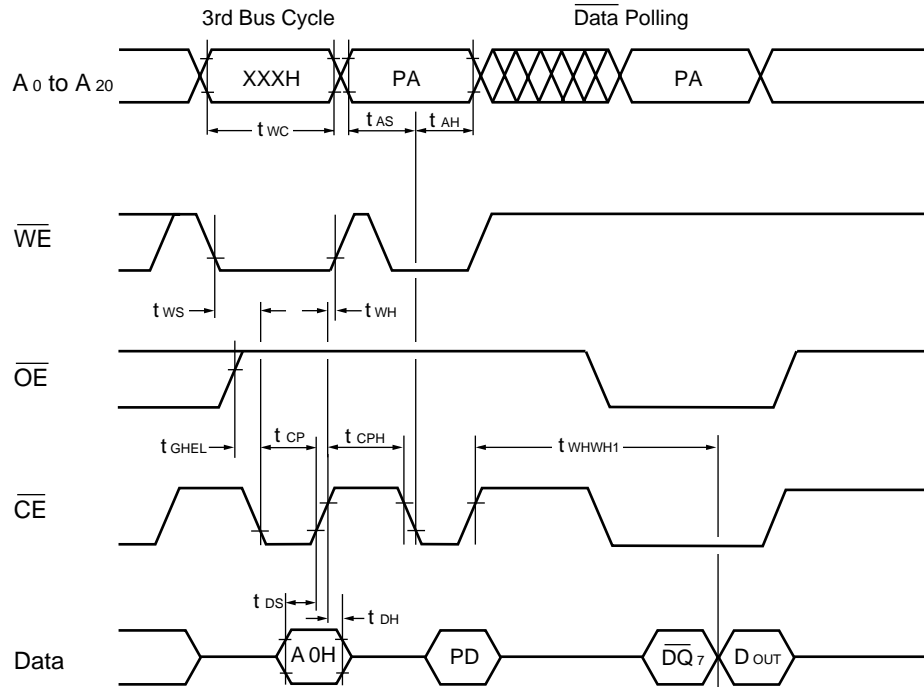 3rd Bus Cycle
Data Polling
A0 to A20
XXXH
PA
PA
tWC
tAS
tAH
WE
tWS
tWH
OE
tGHEL
tCP
tCPH
tWHWH1
CE
tDS
tDH
Data
A0H
PD
DQ7
DOUT